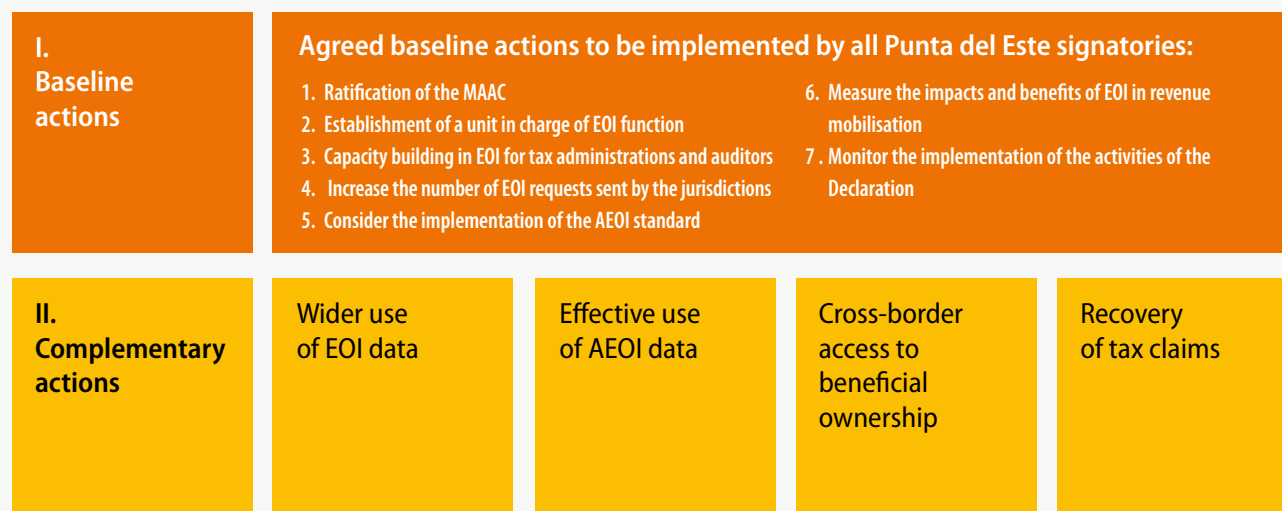 I.
Baseline
actions
Agreed baseline actions to be implemented by all Punta del Este signatories:
1. Ratification of the MAAC
2. Establishment of a unit in charge of EOI function
3. Capacity building in EOI for tax administrations and auditors
4. Increase the number of EOI requests sent by the jurisdictions
5. Consider the implementation of the AEOI standard
6. Measure the impacts and benefits of EOI in revenue
mobilisation
7 . Monitor the implementation of the activities of the
Declaration
II.
Complementary
actions
Wider use
of EOI data
Effective use
of AEOI data
Cross-border
access to
beneficial
ownership
Recovery
of tax claims